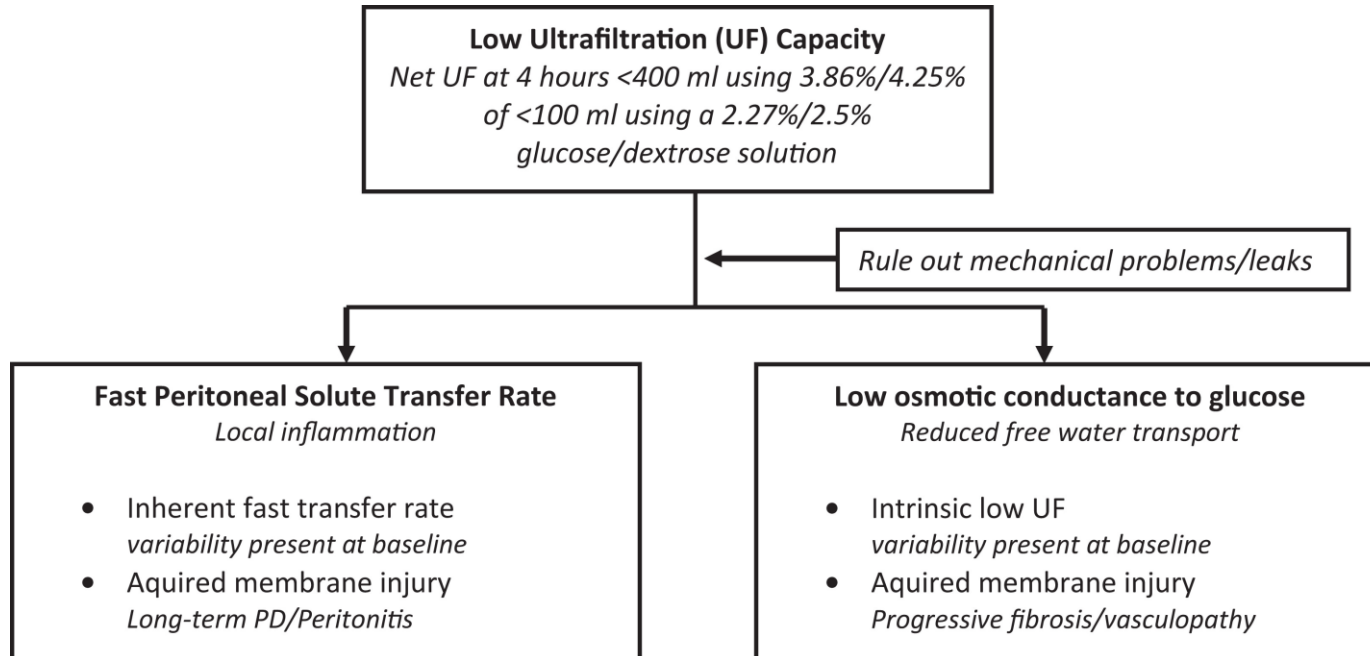 Low Ultrafiltration (UF) Capacity
Net UF at 4 hours <400 ml using 3.86%/4.25%
of <100 ml using a 2.27%/2.5%
glucose/dextrose solution
Rule out mechanical problems/leaks
Fast Peritoneal Solute Transfer Rate
Local inflammation
• Inherent fast transfer rate
variability present at baseline
• Aquired membrane injury
Long-term PD/Peritonitis
Low osmotic conductance to glucose
Reduced free water transport
• Intrinsic low UF
variability present at baseline
• Aquired membrane injury
Progressive fibrosis/vasculopathy